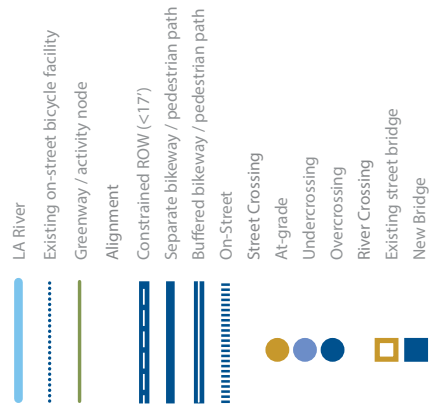 LA River
Existing on-street bicycle facility
Greenway / activity node
Alignment
Constrained ROW (<17')
Separate bikeway / pedestrian path
Buffered bikeway / pedestrian path
On-Street
Street Crossing
At-grade
Undercrossing
Overcrossing
River Crossing
Existing street bridge
New Bridge